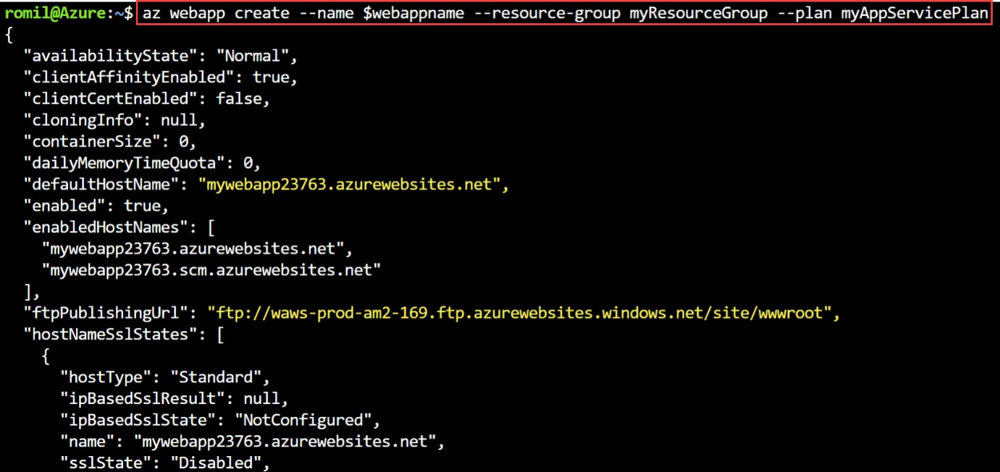 romil@Azure:~$ az webapp create --name $webappname --resource-group myResourceGroup --plan myAppServicePlan
{
  "availabilityState": "Normal",
  "clientAffinityEnabled": true,
  "clientCertEnabled": false,
  "cloningInfo": null,
  "containerSize": 0,
  "dailyMemoryTimeQuota": 0,
  "defaultHostName": "mywebapp23763.azurewebsites.net",
  "enabled": true,
  "enabledHostNames": [
    "mywebapp23763.azurewebsites.net",
    "mywebapp23763.scm.azurewebsites.net"
  ],
  "ftpPublishingUrl": "ftp://waws-prod-am2-169.ftp.azurewebsites.windows.net/site/wwwroot",
  "hostNameSslStates": [
    {
      "hostType": "Standard",
      "ipBasedSslResult": null,
      "ipBasedSslState": "NotConfigured",
      "name": "mywebapp23763.azurewebsites.net",
      "sslState": "Disabled",